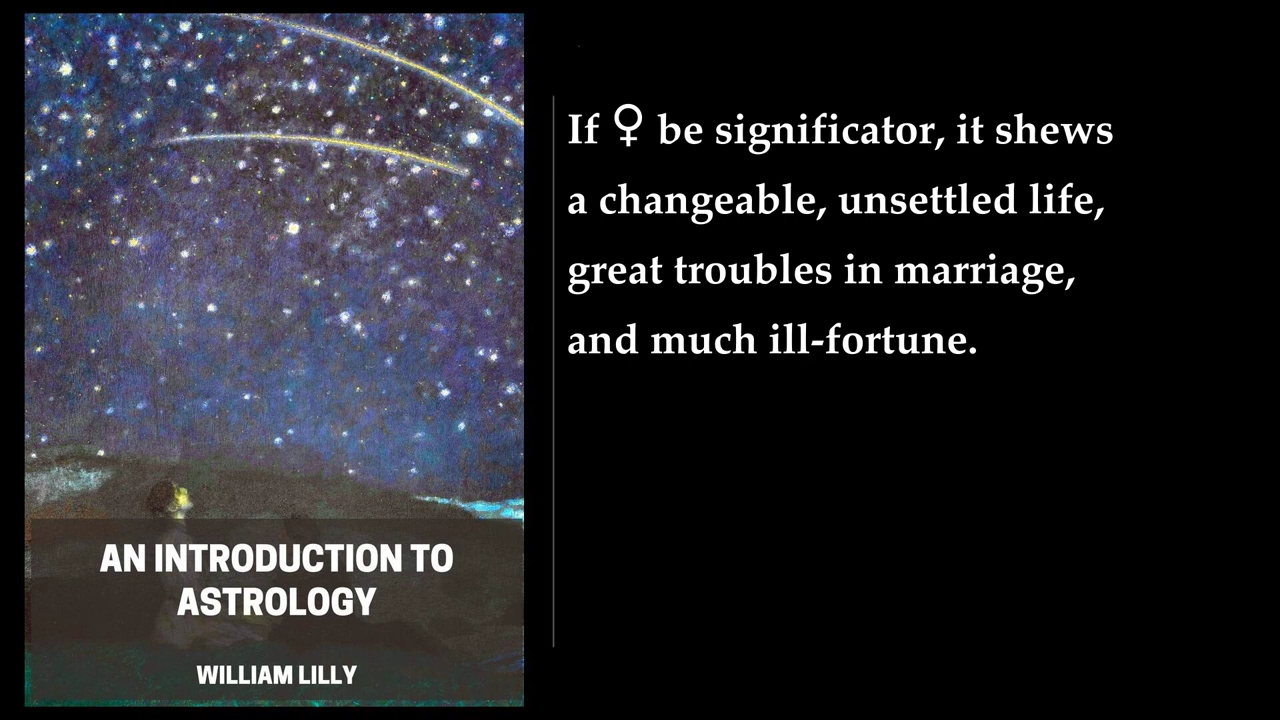 AN INTRODUCTION TO
ASTROLOGY
WILLIAM LILLY
If ♀ be significator, it shews
a changeable, unsettled life,
great troubles in marriage,
and much ill-fortune.